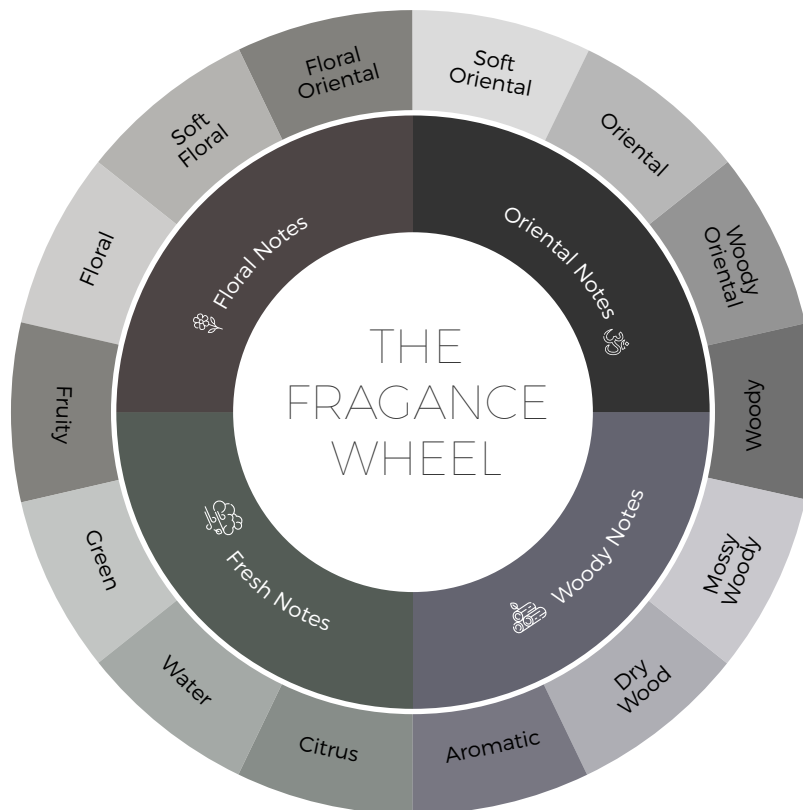 Floral
Oriental
Soft
Oriental
Oriental
Woody
Oriental
Woody
Mossy
Woody
Dry
Wood
Aromatic
Citrus
Water
Green
Fruity
Floral
Soft
Floral
Floral Notes
Oriental Notes
Woody Notes
Fresh Notes
THE
FRAGANCE
WHEEL